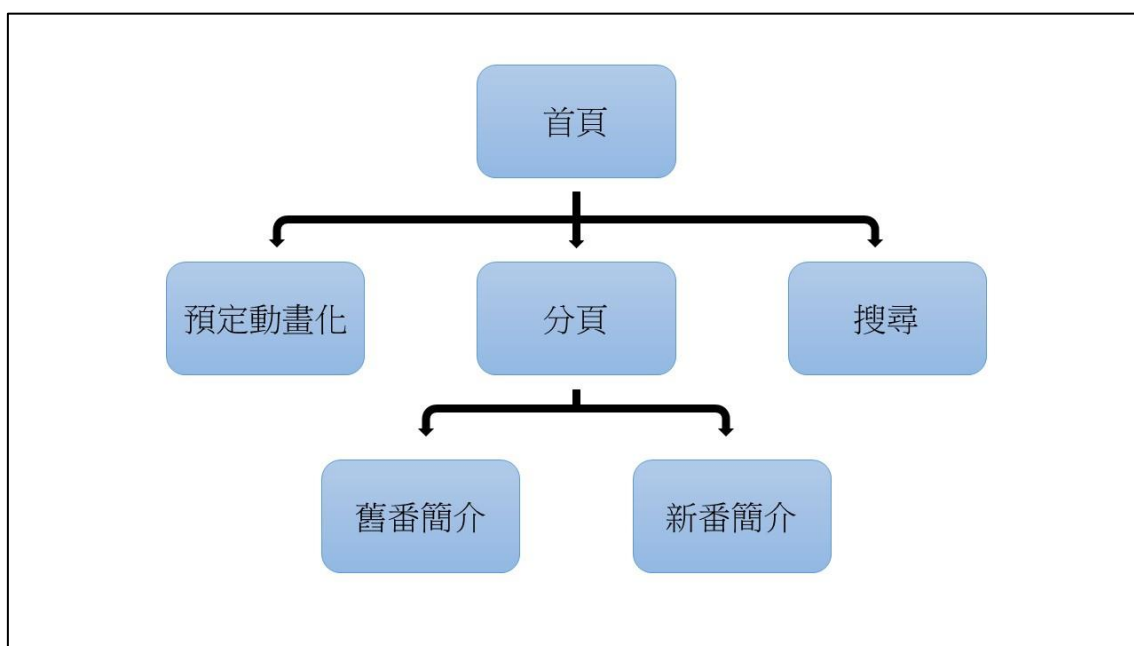 首頁
預定動畫化
分頁
搜尋
舊番簡介
新番簡介